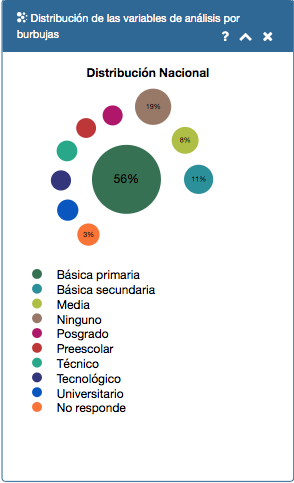 Distribución de las variables de análisis por
burbujas
?
Distribución Nacional
19%
8%
56%
11%
3%
Básica primaria
Básica secundaria
Media
Ninguno
Posgrado
Preescolar
Técnico
Tecnológico
Universitario
No responde